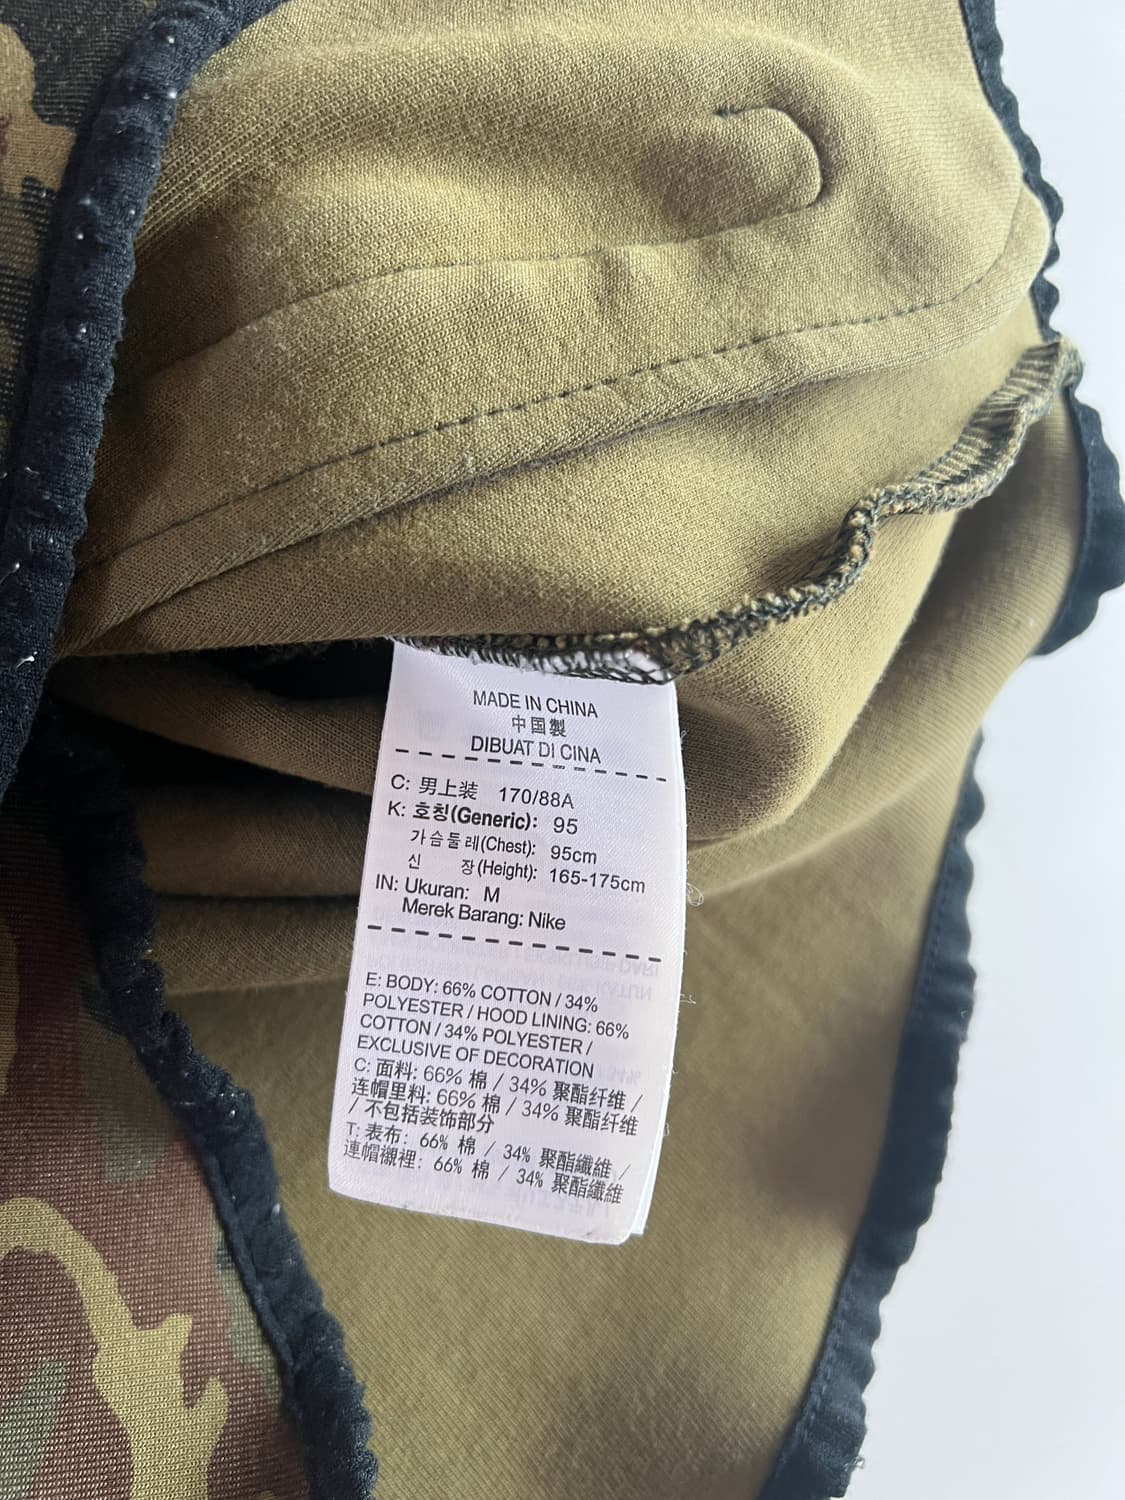 MADE IN CHINA
中国製
DIBUAT DI CINA
C: 男上装 170/88A
K: 호칭(Generic): 95
가슴둘레(Chest): 95cm
신 장(Height): 165-175cm
IN: Ukuran: M
Merek Barang: Nike
E: BODY: 66% COTTON / 34%
POLYESTER / HOOD LINING: 66%
COTTON / 34% POLYESTER /
EXCLUSIVE OF DECORATION
C: 面料: 66% 棉 / 34% 聚酯纤维 /
连帽里料: 66% 棉 / 34% 聚酯纤维
/ 不包括装饰部分
T: 表布: 66% 棉 / 34% 聚酯纖維 /
連帽襯裡: 66% 棉 / 34% 聚酯纖維